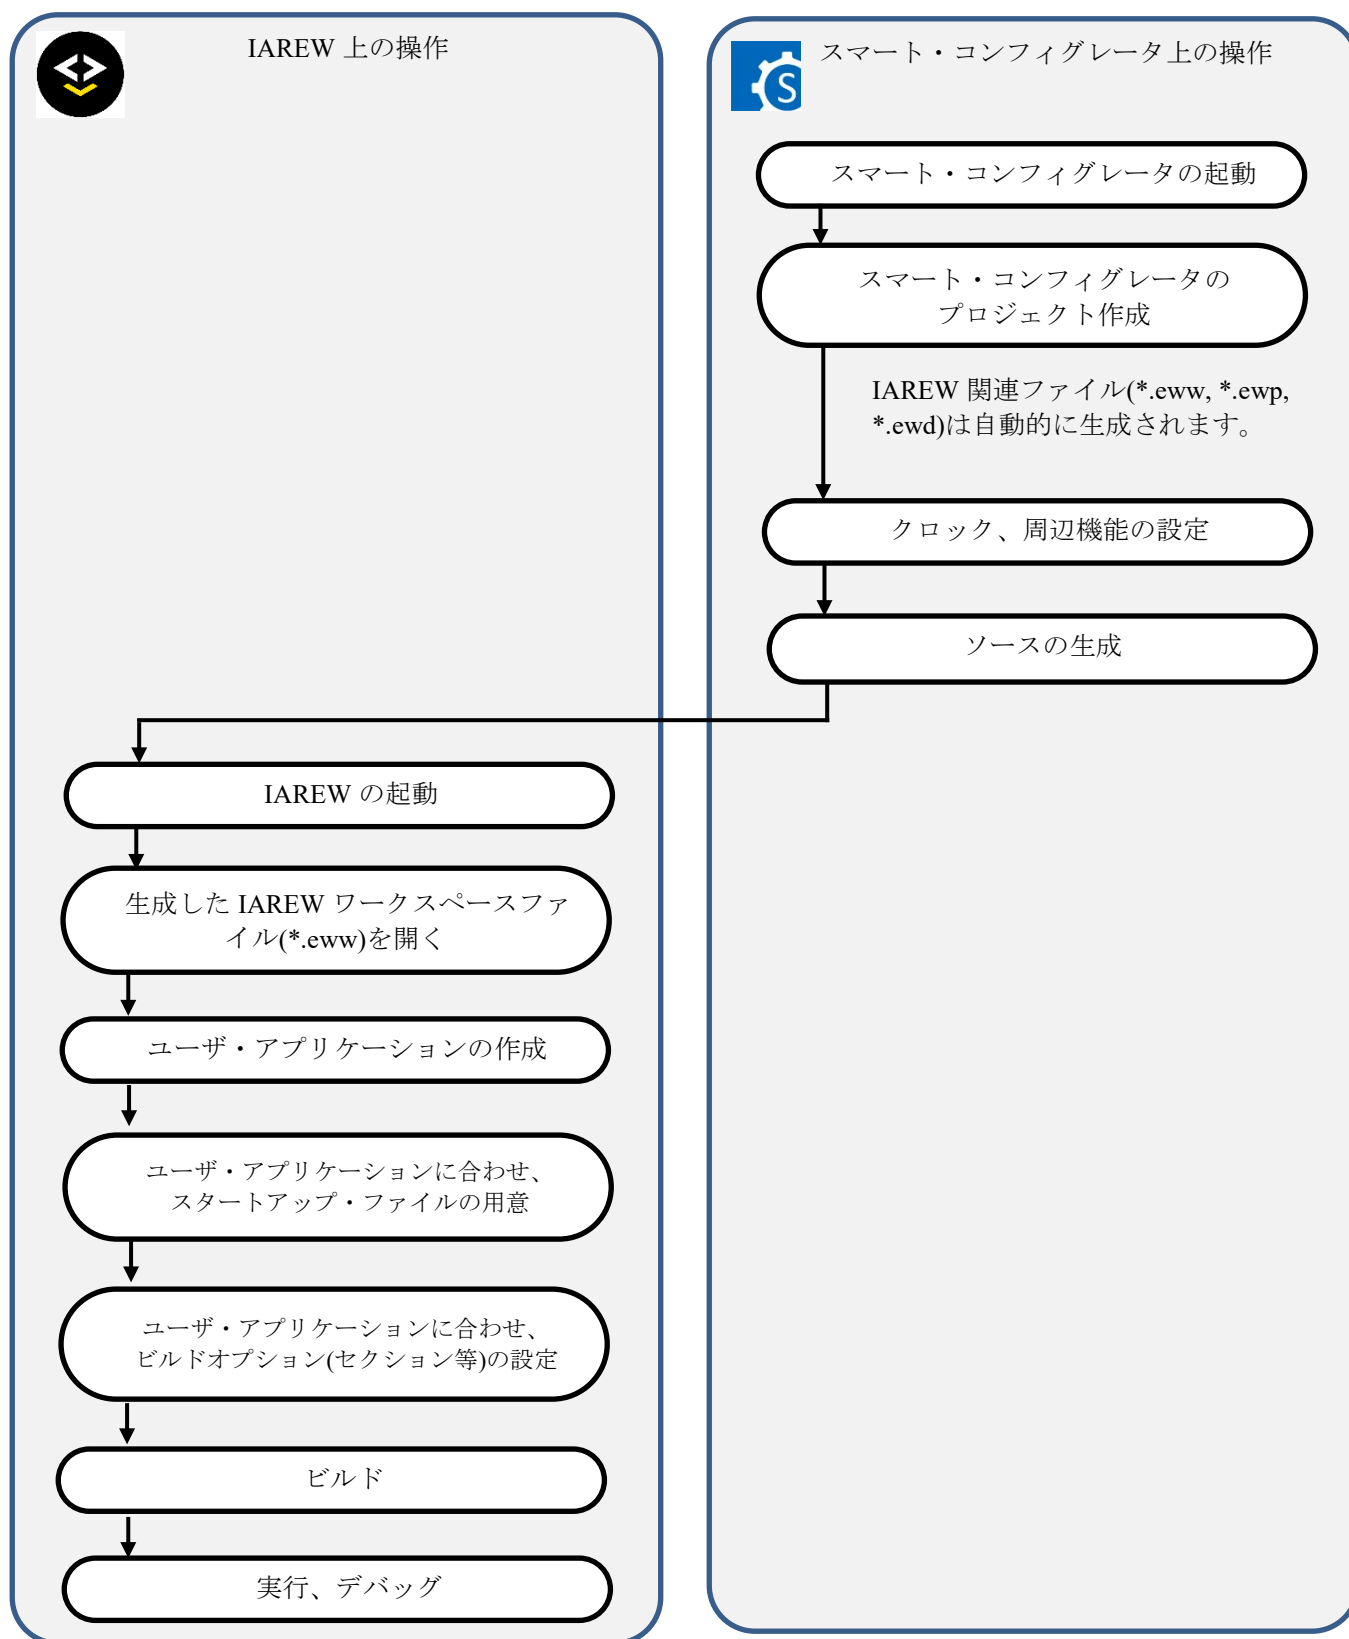 IAREW 上の操作
スマート・コンフィグレータ上の操作
S
スマート・コンフィグレータの起動
スマート・コンフィグレータの
プロジェクト作成
IAREW 関連ファイル(*.eww, *.ewp,
*.ewd)は自動的に生成されます。
クロック、周辺機能の設定
ソースの生成
IAREW の起動
生成した IAREW ワークスペースファ
イル(*.eww)を開く
ユーザ・アプリケーションの作成
ユーザ・アプリケーションに合わせ、
スタートアップ・ファイルの用意
ユーザ・アプリケーションに合わせ、
ビルドオプション(セクション等)の設定
ビルド
実行、デバッグ